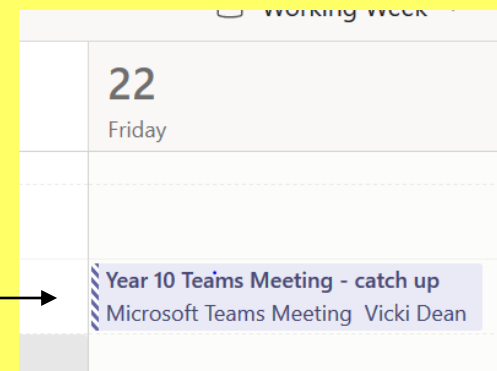 Working Week
22
Friday
Year 10 Teams Meeting - catch up
Microsoft Teams Meeting Vicki Dean